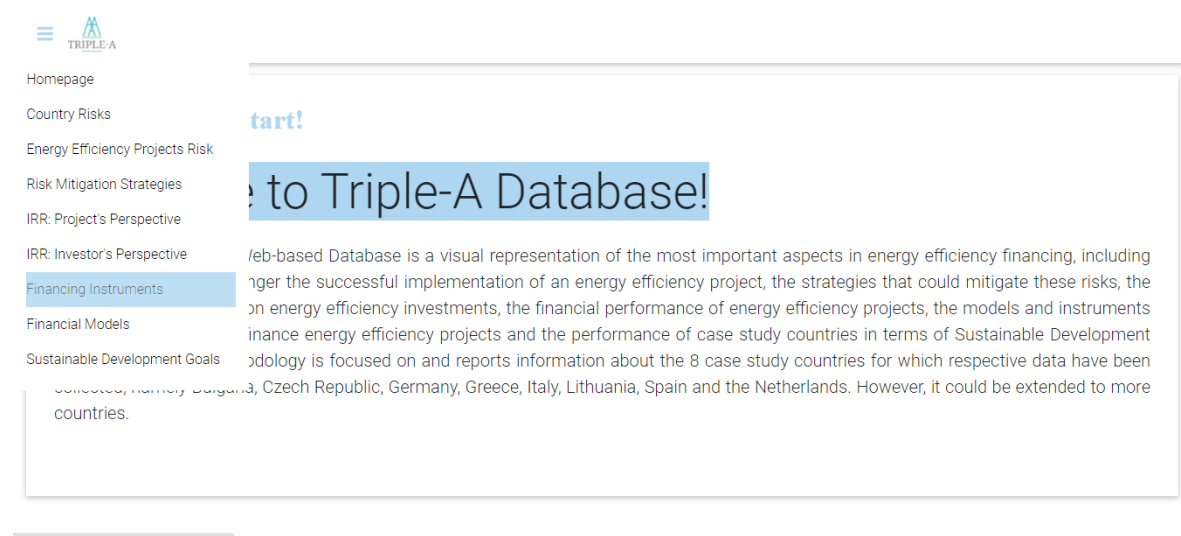 TRIPLE-A
Homepage
Country Risks
Energy Efficiency Projects Risk
Risk Mitigation Strategies
IRR: Project's Perspective
IRR: Investor's Perspective
Financing Instruments
Financial Models
Sustainable Development Goals
tart!
to Triple-A Database!
Web-based Database is a visual representation of the most important aspects in energy efficiency financing, including
the successful implementation of an energy efficiency project, the strategies that could mitigate these risks, the
on energy efficiency investments, the financial performance of energy efficiency projects, the models and instruments
finance energy efficiency projects and the performance of case study countries in terms of Sustainable Development
is focused on and reports information about the 8 case study countries for which respective data have been
Czech Republic, Germany, Greece, Italy, Lithuania, Spain and the Netherlands. However, it could be extended to more
countries.